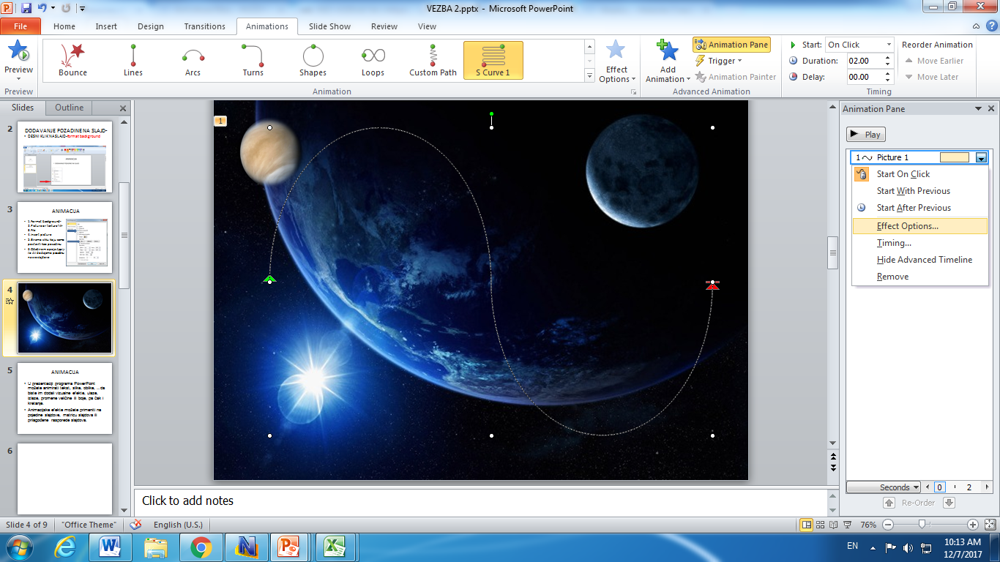 VEZBA 2.pptx - Microsoft PowerPoint
File Home Insert Design Transitions Animations Slide Show Review View
Preview
Bounce Lines Arcs Turns Shapes Loops Custom Path S Curve 1
Effect Options
Add Animation
Animation Pane
Trigger
Animation Painter
Start: On Click
Duration: 02.00
Delay: 00.00
Reorder Animation
Move Earlier
Move Later
Preview Animation Advanced Animation Timing
Slides Outline
2
DODAVANJE POZADINE NA SLAJD-
DESNI KLIK NA SLAJD-format background
3
ANIMACIJA
4
5
ANIMACIJA
U prezentaciji programa PowerPoint
možete animirati tekst, slike, oblike, ... da
biste im dodali vizuelne efekte, ulaze,
izlaze, promene veličine ili boje, pa čak i
kretanje.
Animacijske efekte možete primeniti na
pojedine slajdove, matricu slajdova ili
prilagođene rasporede slajdova.
6
1
Click to add notes
Animation Pane
Play
1 Picture 1
Start On Click
Start With Previous
Start After Previous
Effect Options...
Timing...
Hide Advanced Timeline
Remove
Seconds 0 2
Re-Order
Slide 4 of 9 "Office Theme" English (U.S.) 76%
EN
10:13 AM
12/7/2017